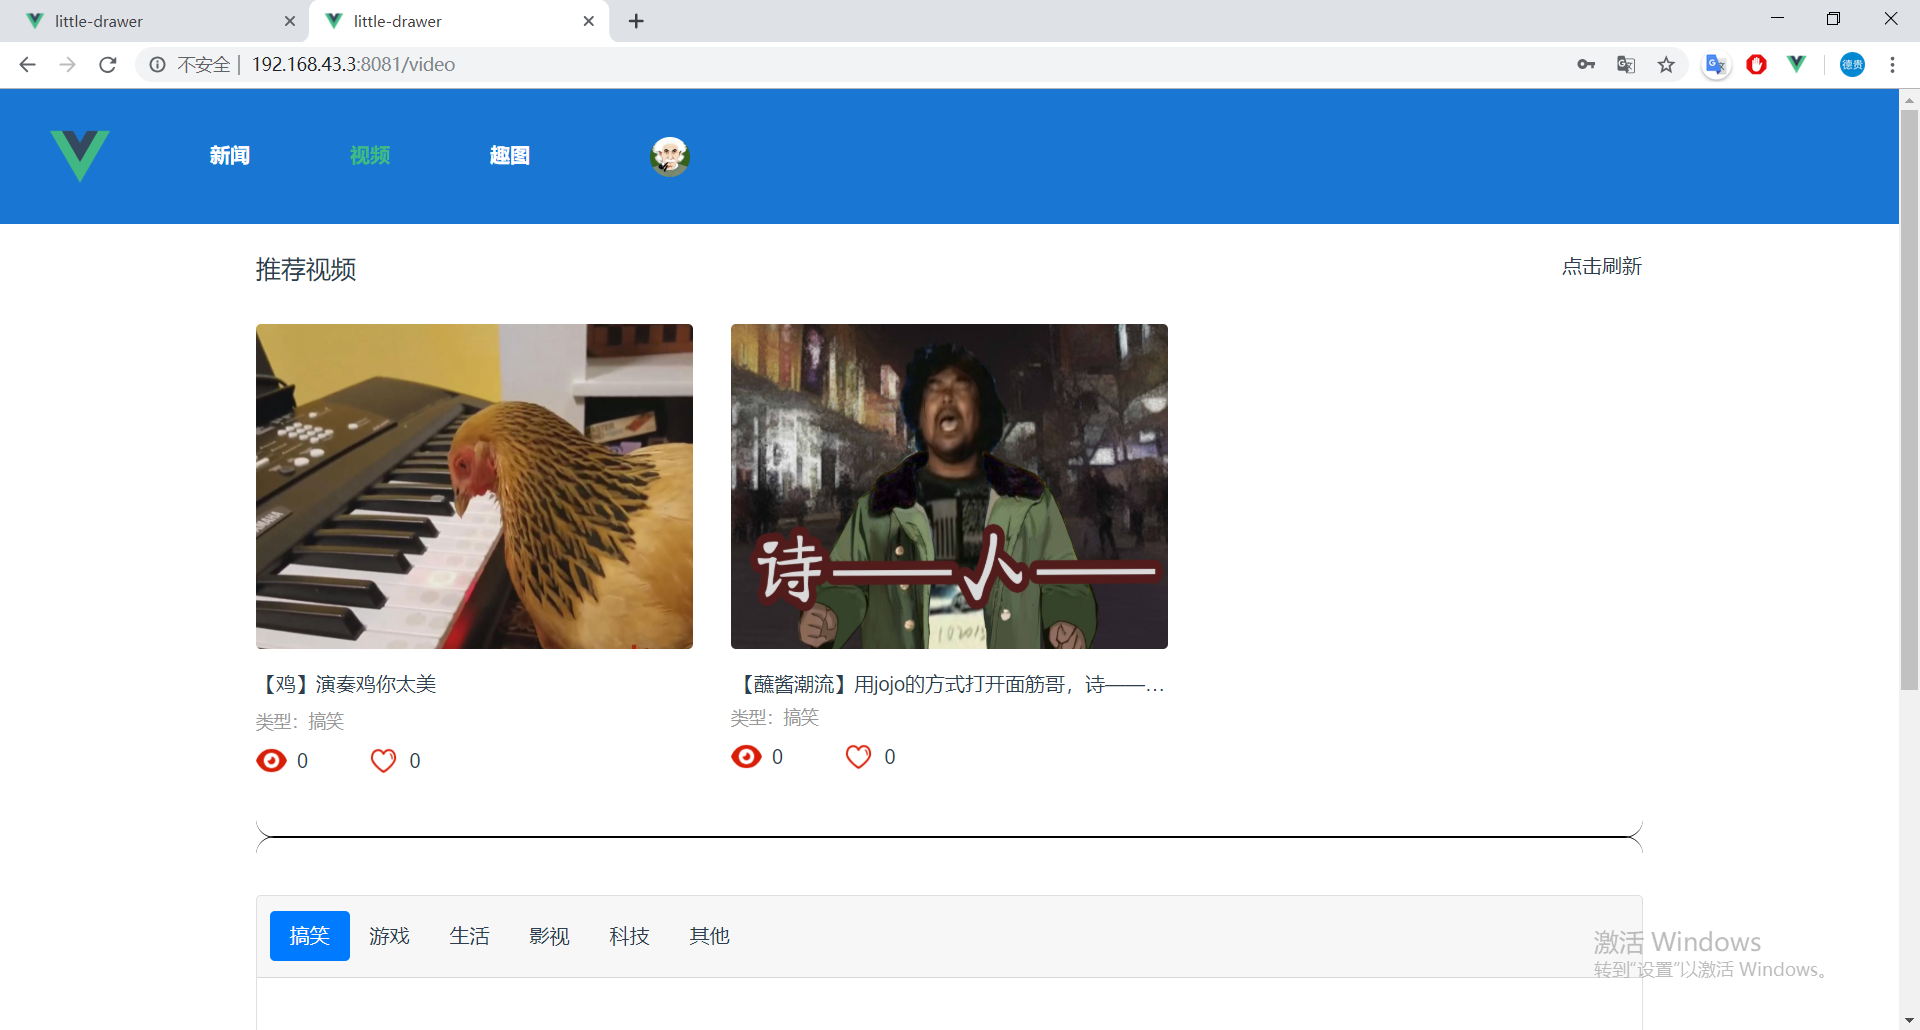 little-drawer
little-drawer
不安全 | 192.168.43.3:8081/video
德贵
新闻
视频
趣图
推荐视频
点击刷新
YAMAHA
诗——人——
【鸡】演奏鸡你太美
类型：搞笑
0
0
【蘸酱潮流】用jojo的方式打开面筋哥，诗——…
类型：搞笑
0
0
搞笑
游戏
生活
影视
科技
其他
激活 Windows
转到“设置”以激活 Windows。